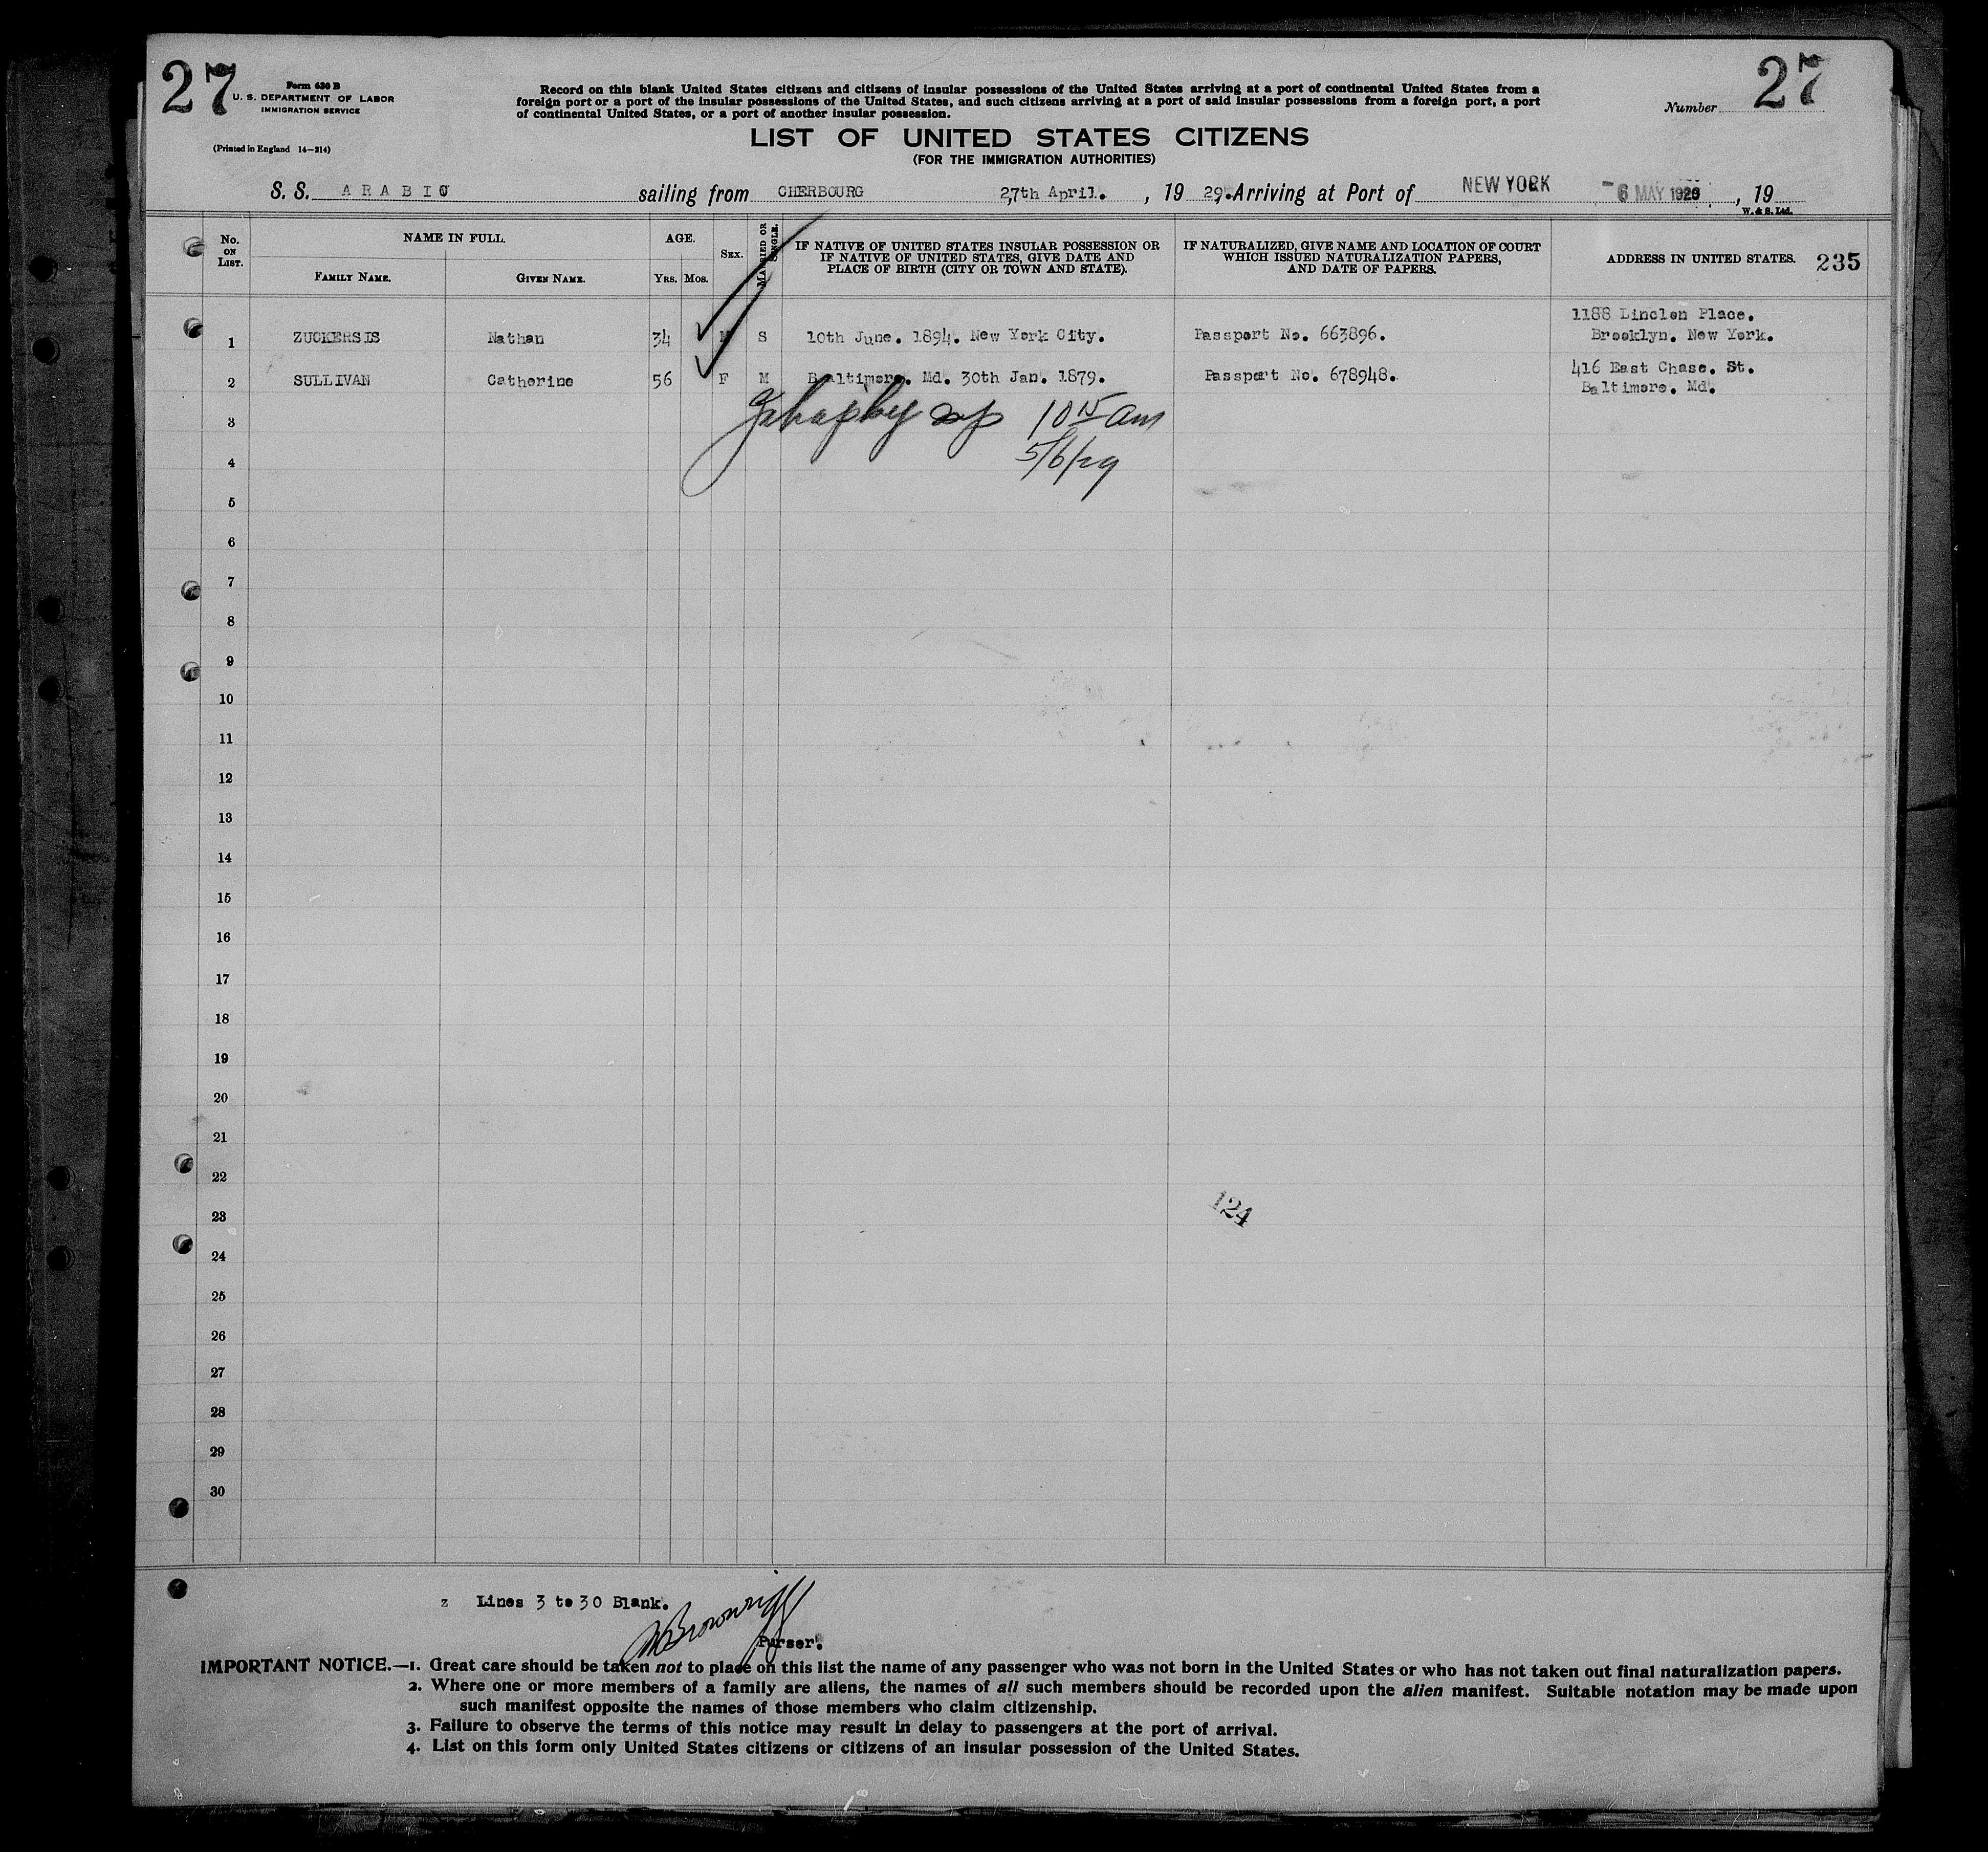 27
Form 630 B
U. S. DEPARTMENT OF LABOR
IMMIGRATION SERVICE
(Printed in England 14—214)
Record on this blank United States citizens and citizens of insular possessions of the United States arriving at a port of continental United States from a
foreign port or a port of the insular possessions of the United States, and such citizens arriving at a port of said insular possessions from a foreign port, a port
of continental United States, or a port of another insular possession.
Number 27
LIST OF UNITED STATES CITIZENS
(FOR THE IMMIGRATION AUTHORITIES)
S. S. ARABIC sailing from CHERBOURG 27th April. , 19 29. Arriving at Port of NEW YORK -6 MAY 1929 , 19
W. & S. Ltd.
No. ON LIST.
NAME IN FULL.
FAMILY NAME. GIVEN NAME.
AGE.
YRS. MOS.
SEX.
MARRIED OR SINGLE.
IF NATIVE OF UNITED STATES INSULAR POSSESSION OR
IF NATIVE OF UNITED STATES, GIVE DATE AND
PLACE OF BIRTH (CITY OR TOWN AND STATE).
IF NATURALIZED, GIVE NAME AND LOCATION OF COURT
WHICH ISSUED NATURALIZATION PAPERS,
AND DATE OF PAPERS.
ADDRESS IN UNITED STATES. 235
1188 Lincoln Place.
1 ZUCKERSIS Nathan 34 M S 10th June. 1894. New York City. Passport No. 663896. Brooklyn. New York.
2 SULLIVAN Catherine 56 F M Baltimore. Md. 30th Jan. 1879. Passport No. 678948. 416 East Chase. St.
Baltimore. Md.
3 10 15 am
4 5/6/29
5
6
7
8
9
10
11
12
13
14
15
16
17
18
19
20
21
22
124
23
24
25
26
27
28
29
30
z Lines 3 to 30 Blank.
Purser.
IMPORTANT NOTICE.—1. Great care should be taken not to place on this list the name of any passenger who was not born in the United States or who has not taken out final naturalization papers.
2. Where one or more members of a family are aliens, the names of all such members should be recorded upon the alien manifest. Suitable notation may be made upon
such manifest opposite the names of those members who claim citizenship.
3. Failure to observe the terms of this notice may result in delay to passengers at the port of arrival.
4. List on this form only United States citizens or citizens of an insular possession of the United States.